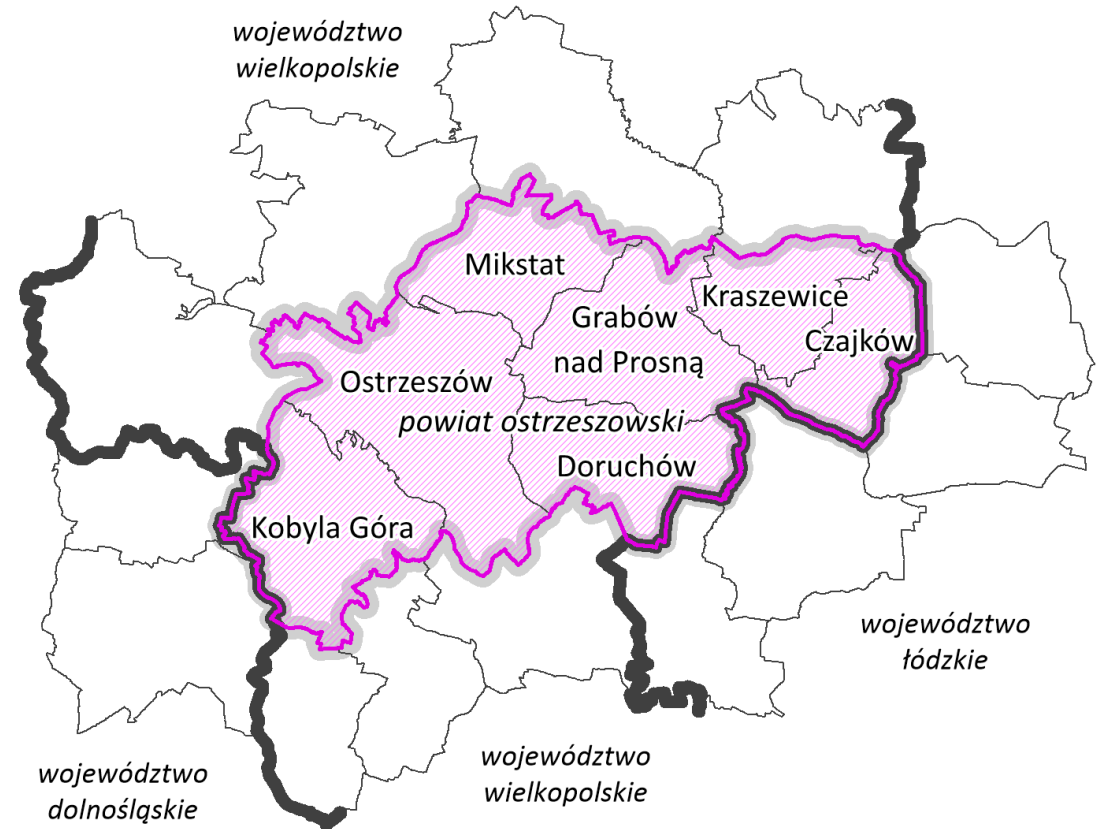 województwo
wielkopolskie
Mikstat
Kraszewice
Grabów
nad Prosną
Czajków
Ostrzeszów
powiat ostrzeszowski
Doruchów
Kobyla Góra
województwo
łódzkie
województwo
wielkopolskie
województwo
dolnośląskie